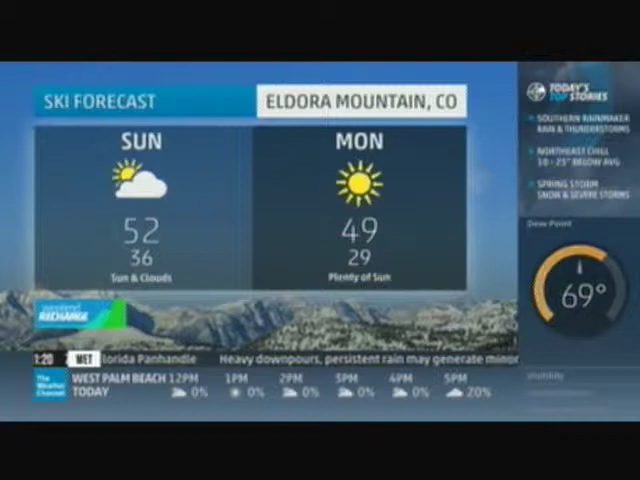 SKI FORECAST
ELDORA MOUNTAIN, CO
SUN
MON
52
49
36
29
Sun & Clouds
Plenty of Sun
TODAY'S
TOP STORIES
SOUTHERN RAINMAKER
RAIN & THUNDERSTORMS
NORTHEAST CHILL
10 - 25° BELOW AVG
SPRING STORM
SNOW & SEVERE STORMS
Dew Point
69°
Visibility
weekend
RECHARGE
1:20
MET
lorida Panhandle
Heavy downpours, persistent rain may generate minor
The
Weather
Channel
WEST PALM BEACH 12PM 1PM 2PM 3PM 4PM 5PM
TODAY 0% 0% 0% 0% 0% 20%